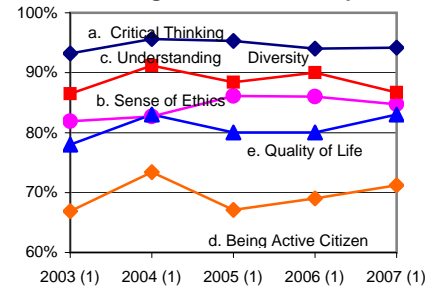 100%
a. Critical Thinking
c. Understanding Diversity
90%
b. Sense of Ethics
80%
e. Quality of Life
70%
d. Being Active Citizen
60%
2003 (1) 2004 (1) 2005 (1) 2006 (1) 2007 (1)